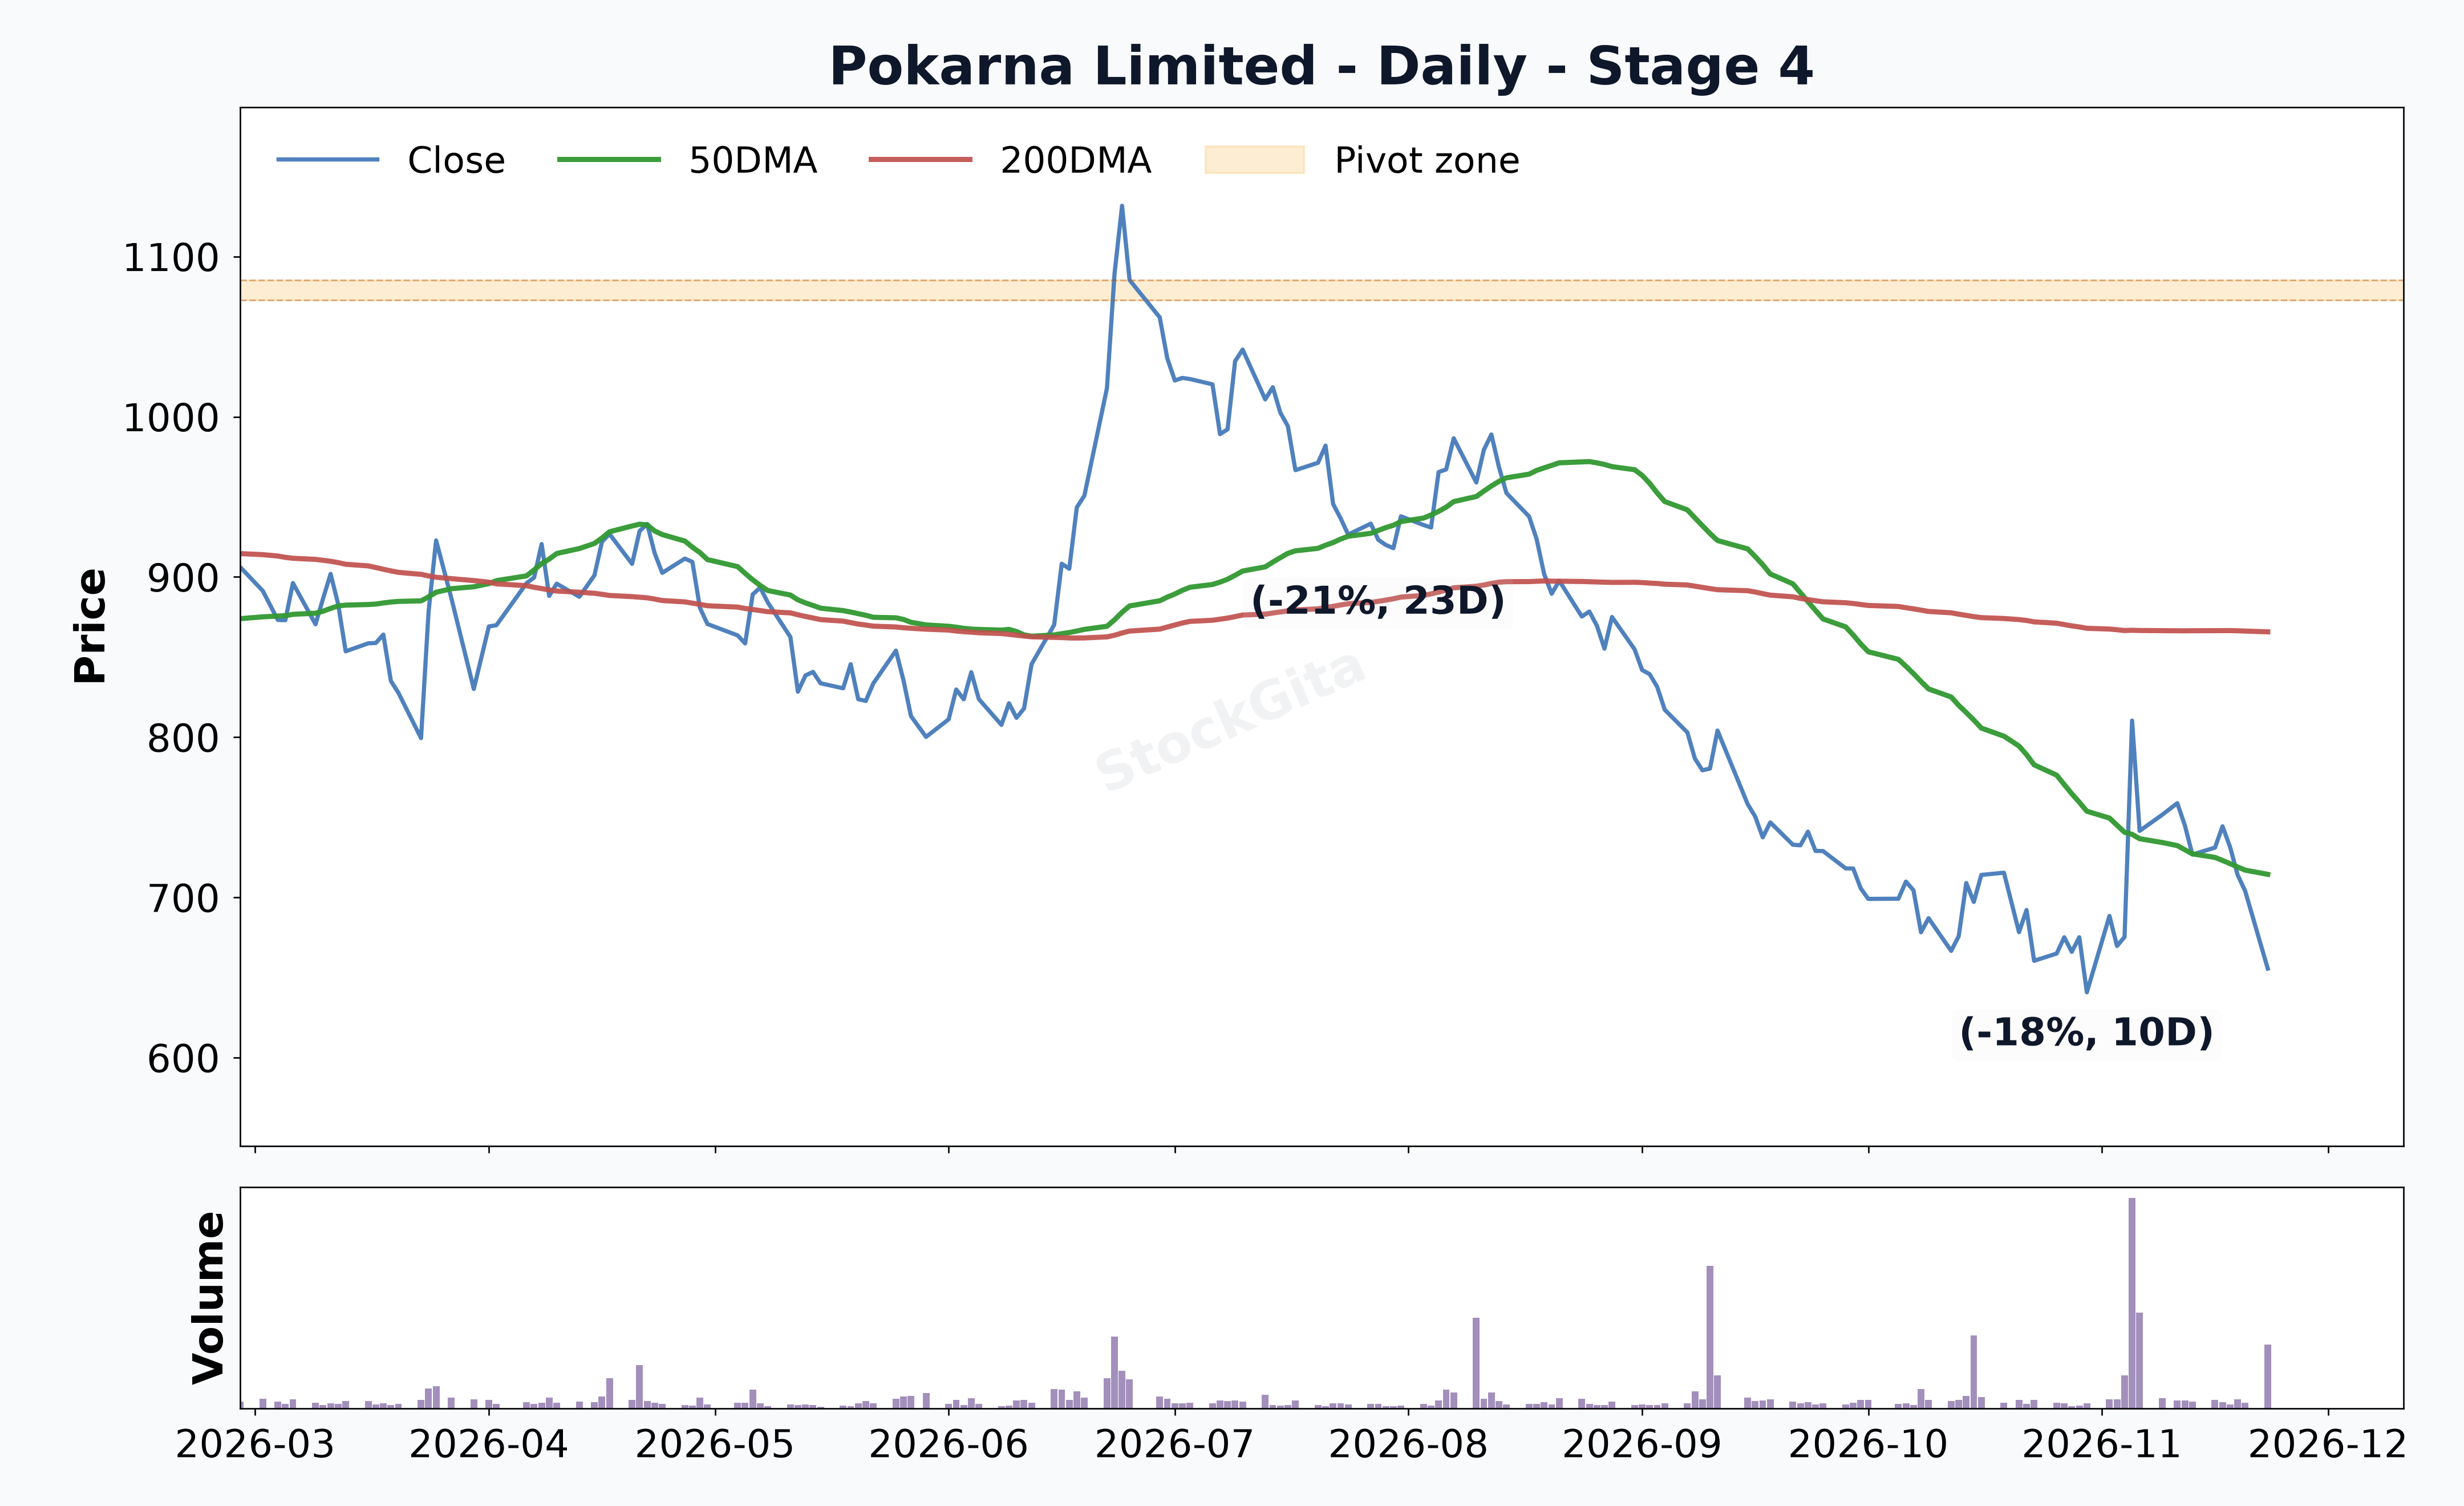 Pokarna Limited - Daily - Stage 4
Close 50DMA 200DMA Pivot zone
1100
1000
900
800
700
600
Price
(-21%, 23D)
StockGita
(-18%, 10D)
Volume
2026-03 2026-04 2026-05 2026-06 2026-07 2026-08 2026-09 2026-10 2026-11 2026-12